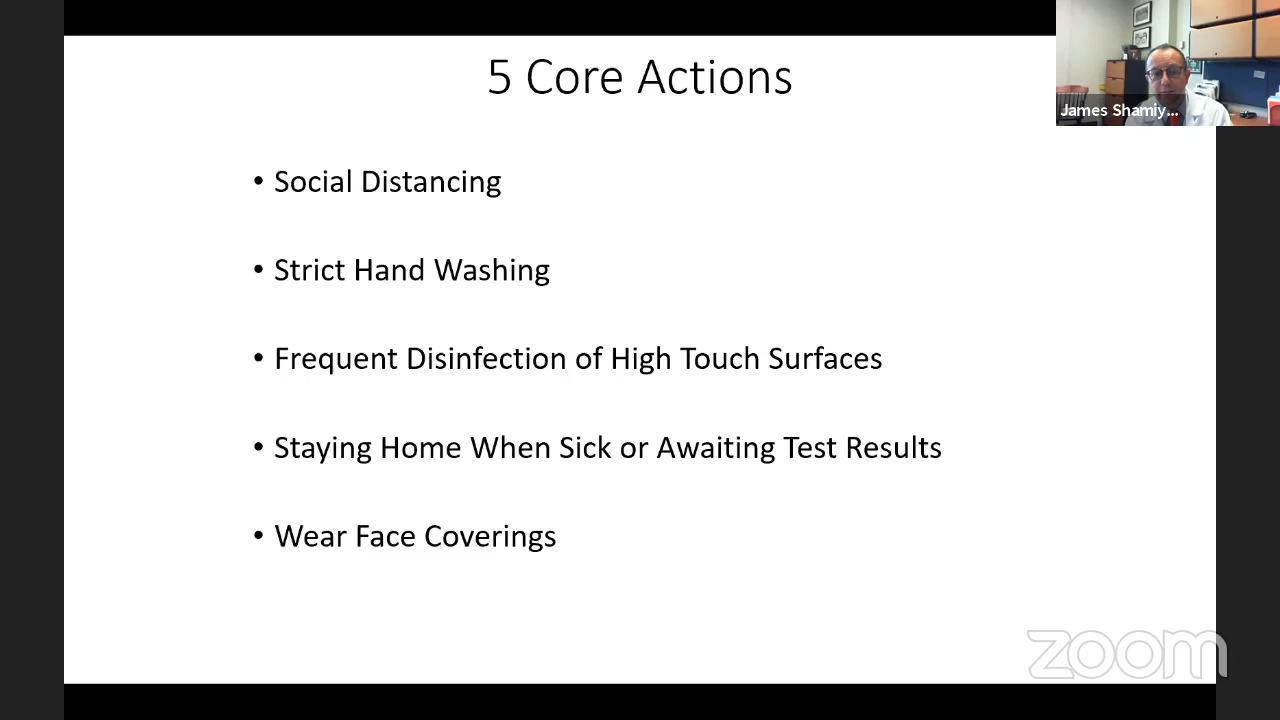 5 Core Actions
James Shamiy...
• Social Distancing
• Strict Hand Washing
• Frequent Disinfection of High Touch Surfaces
• Staying Home When Sick or Awaiting Test Results
• Wear Face Coverings
zoom